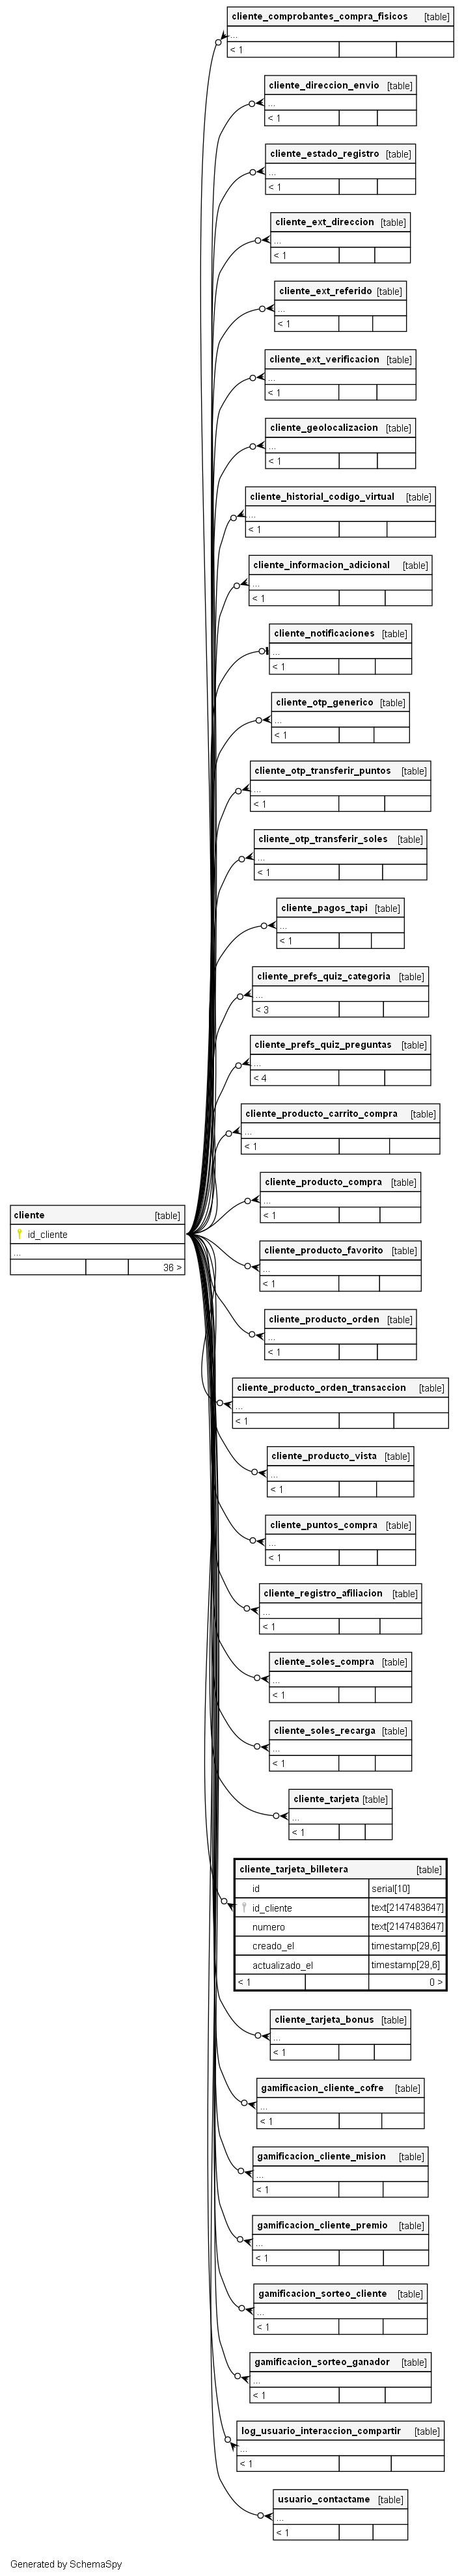 cliente_comprobantes_compra_fisicos [table]
...
< 1
cliente_direccion_envio [table]
...
< 1
cliente_estado_registro [table]
...
< 1
cliente_ext_direccion [table]
...
< 1
cliente_ext_referido [table]
...
< 1
cliente_ext_verificacion [table]
...
< 1
cliente_geolocalizacion [table]
...
< 1
cliente_historial_codigo_virtual [table]
...
< 1
cliente_informacion_adicional [table]
...
< 1
cliente_notificaciones [table]
...
< 1
cliente_otp_generico [table]
...
< 1
cliente_otp_transferir_puntos [table]
...
< 1
cliente_otp_transferir_soles [table]
...
< 1
cliente_pagos_tapi [table]
...
< 1
cliente_prefs_quiz_categoria [table]
...
< 3
cliente_prefs_quiz_preguntas [table]
...
< 4
cliente_producto_carrito_compra [table]
...
< 1
cliente_producto_compra [table]
...
< 1
cliente [table]
id_cliente
...
36 >
cliente_producto_favorito [table]
...
< 1
cliente_producto_orden [table]
...
< 1
cliente_producto_orden_transaccion [table]
...
< 1
cliente_producto_vista [table]
...
< 1
cliente_puntos_compra [table]
...
< 1
cliente_registro_afiliacion [table]
...
< 1
cliente_soles_compra [table]
...
< 1
cliente_soles_recarga [table]
...
< 1
cliente_tarjeta [table]
...
< 1
cliente_tarjeta_billetera [table]
id serial[10]
id_cliente text[2147483647]
numero text[2147483647]
creado_el timestamp[29,6]
actualizado_el timestamp[29,6]
< 1 0 >
cliente_tarjeta_bonus [table]
...
< 1
gamificacion_cliente_cofre [table]
...
< 1
gamificacion_cliente_mision [table]
...
< 1
gamificacion_cliente_premio [table]
...
< 1
gamificacion_sorteo_cliente [table]
...
< 1
gamificacion_sorteo_ganador [table]
...
< 1
log_usuario_interaccion_compartir [table]
...
< 1
usuario_contactame [table]
...
< 1
Generated by SchemaSpy